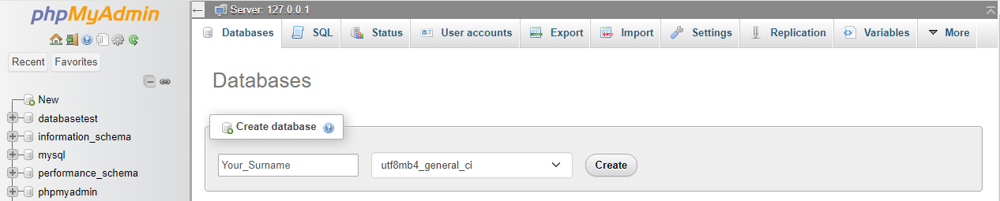 phpMyAdmin
Recent Favorites
New
databasetest
information_schema
mysql
performance_schema
phpmyadmin
Server: 127.0.0.1
Databases SQL Status User accounts Export Import Settings Replication Variables More
Databases
Create database
Your_Surname utf8mb4_general_ci Create